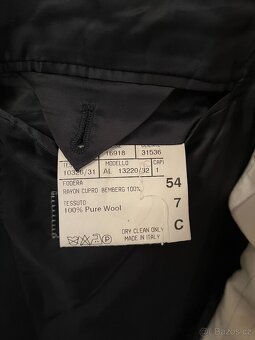 16918 31536
MODELLO CAPI
10326/31 AL 13220/32 1
FODERA
RAYON CUPRO BEMBERG 100% 54
TESSUTO 7
100% Pure Wool
C
DRY CLEAN ONLY
MADE IN ITALY